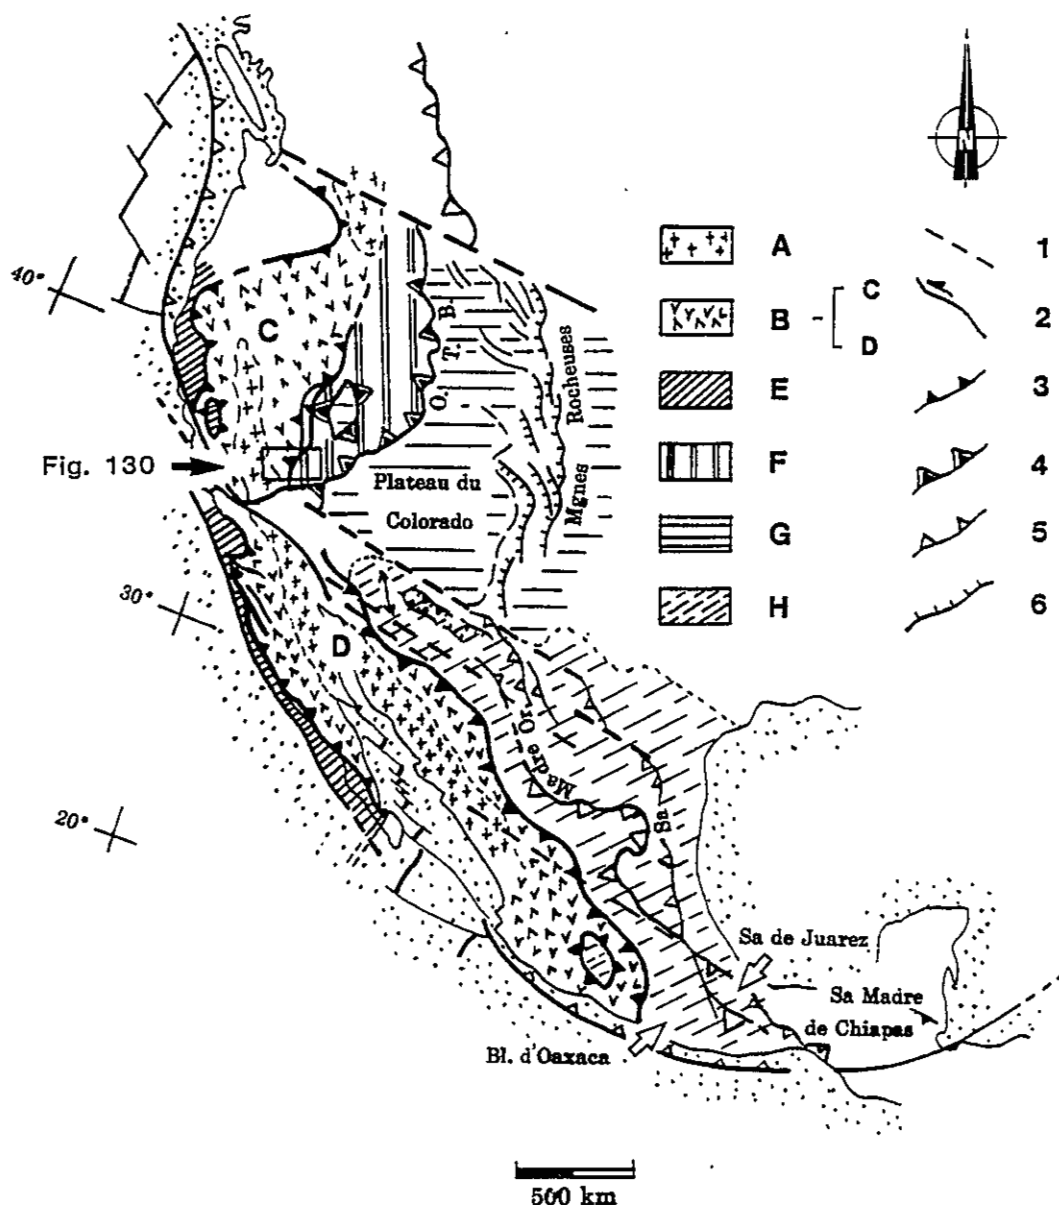 40°
C
O. T. B.
Mgnes Rocheuses
Fig. 130
Plateau du
Colorado
30°
D
20°
Sa Madre Or.
Sa de Juarez
Sa Madre
de Chiapas
Bl. d'Oaxaca
500 km
A
B
C
D
E
F
G
H
1
2
3
4
5
6